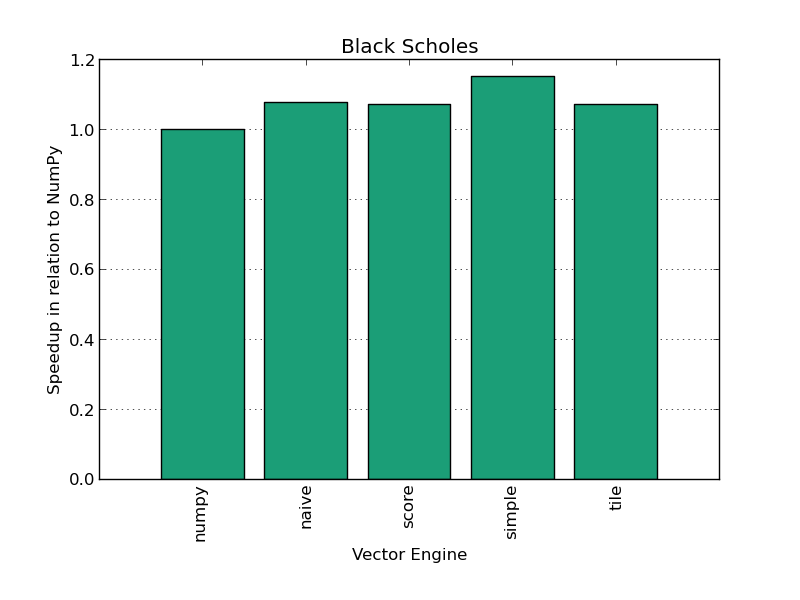 Black Scholes
Speedup in relation to NumPy
1.2
1.0
0.8
0.6
0.4
0.2
0.0
numpy
naive
score
simple
tile
Vector Engine